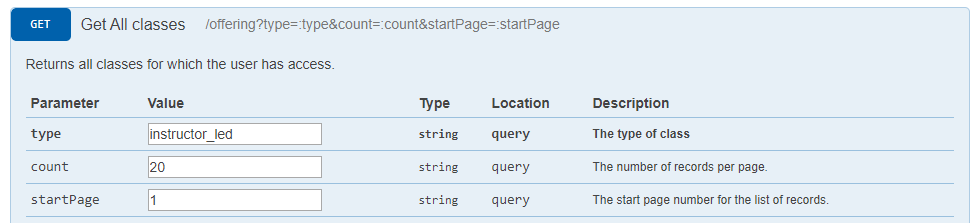 GET Get All classes /offering?type=:type&count=:count&startPage=:startPage
Returns all classes for which the user has access.
Parameter Value Type Location Description
type instructor_led string query The type of class
count 20 string query The number of records per page.
startPage 1 string query The start page number for the list of records.